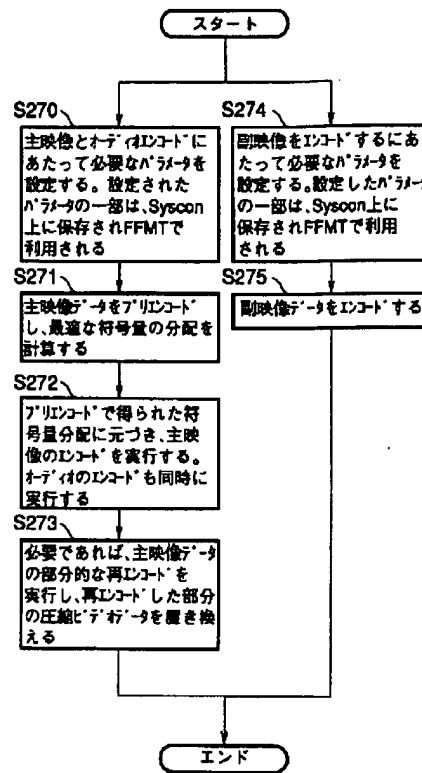 スタート
S270
主映像とオーディオエンコードに
あたって必要なパラメータを
設定する。設定された
パラメータの一部は、Syscon
上に保存されFFMTで
利用される
S271
主映像データをプリエンコード
し、最適な符号量の分配を
計算する
S272
プリエンコードで得られた符
号量分配に元づき、主映
像のエンコードを実行する。
オーディオのエンコードも同時に
実行する
S273
必要であれば、主映像データ
の部分的な再エンコードを
実行し、再エンコードした部分
の圧縮ビデオデータを置き換
える
S274
副映像をエンコードするにあ
たって必要なパラメータを
設定する。設定したパラメータ
の一部は、Syscon上に
保存されFFMTで利用
される
S275
副映像データをエンコードする
エンド